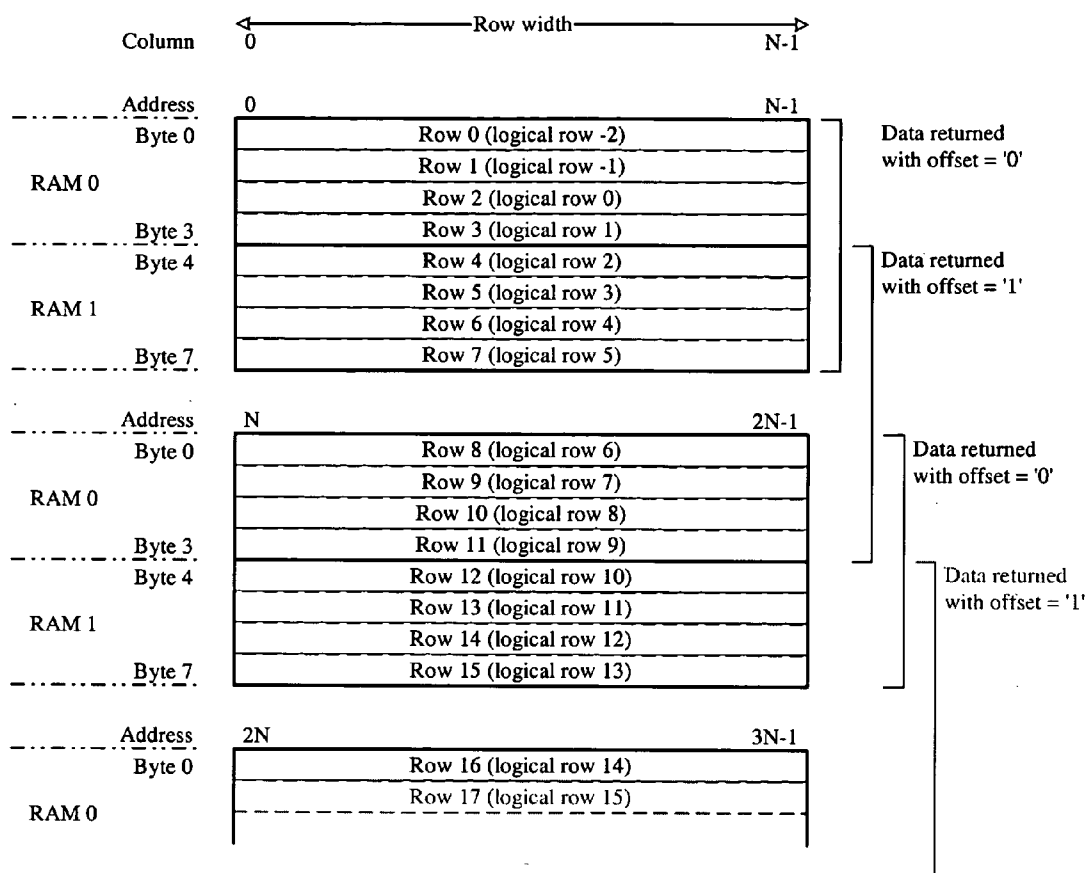 Row width
Column 0 N-1
Address 0 N-1
Byte 0 Row 0 (logical row -2) Data returned
Row 1 (logical row -1) with offset = '0'
RAM 0 Row 2 (logical row 0)
Byte 3 Row 3 (logical row 1)
Byte 4 Row 4 (logical row 2) Data returned
Row 5 (logical row 3) with offset = '1'
RAM 1 Row 6 (logical row 4)
Byte 7 Row 7 (logical row 5)
Address N 2N-1
Byte 0 Row 8 (logical row 6) Data returned
Row 9 (logical row 7) with offset = '0'
RAM 0 Row 10 (logical row 8)
Byte 3 Row 11 (logical row 9)
Byte 4 Row 12 (logical row 10) Data returned
Row 13 (logical row 11) with offset = '1'
RAM 1 Row 14 (logical row 12)
Byte 7 Row 15 (logical row 13)
Address 2N 3N-1
Byte 0 Row 16 (logical row 14)
Row 17 (logical row 15)
RAM 0